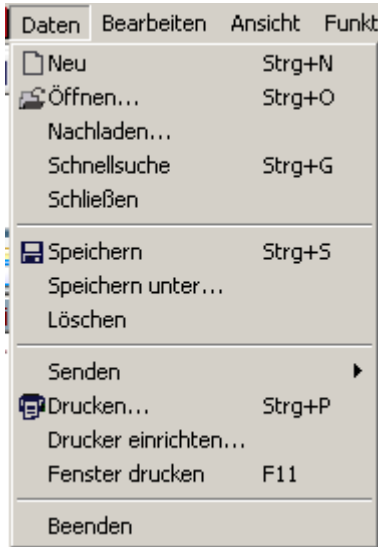 Daten Bearbeiten Ansicht Funkt
Neu Strg+N
Öffnen... Strg+O
Nachladen...
Schnellsuche Strg+G
Schließen
Speichern Strg+S
Speichern unter...
Löschen
Senden
Drucken... Strg+P
Drucker einrichten...
Fenster drucken F11
Beenden